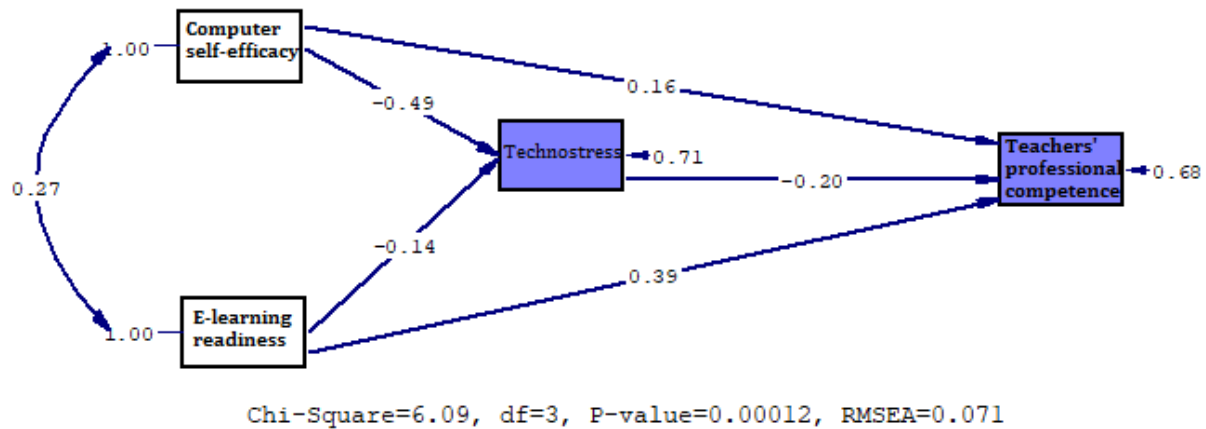 Computer
self-efficacy
1.00
0.16
-0.49
Technostress
0.71
Teachers'
professional
competence
0.68
-0.20
0.27
-0.14
0.39
E-learning
readiness
1.00
Chi-Square=6.09, df=3, P-value=0.00012, RMSEA=0.071